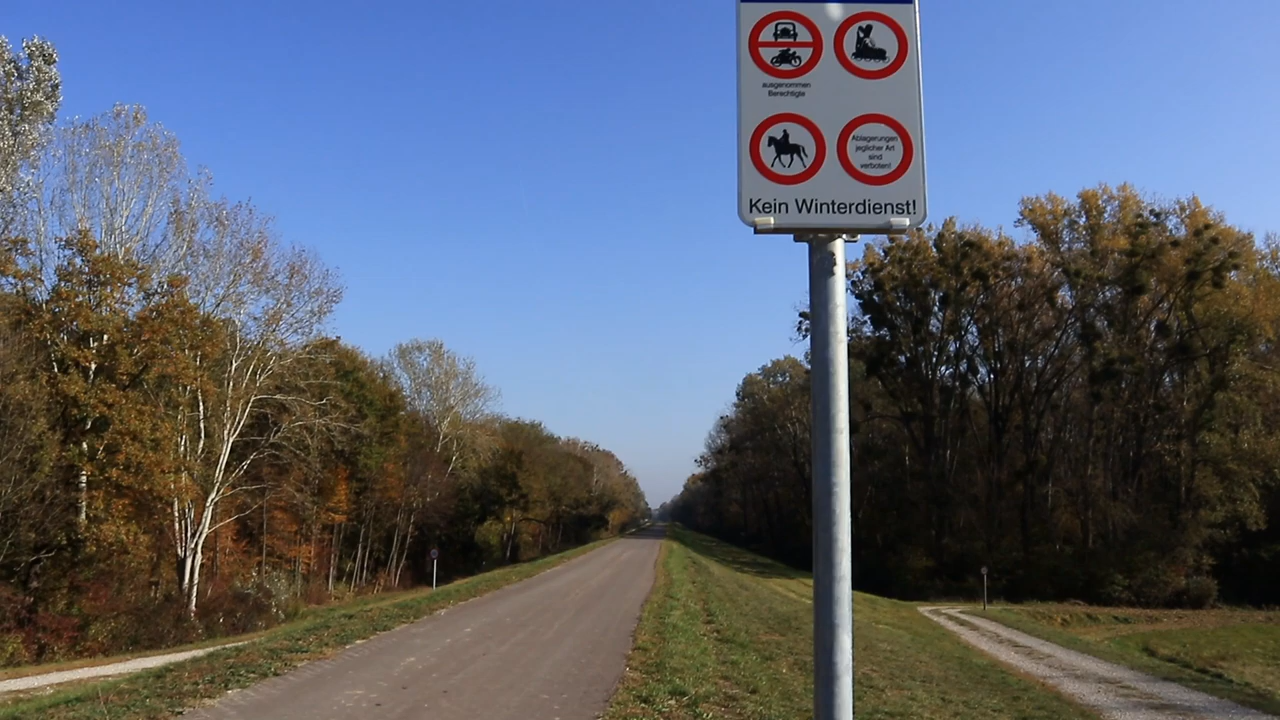 ausgenommen
Berechtigte
Ablagerungen
jeglicher Art
sind
verboten!
Kein Winterdienst!